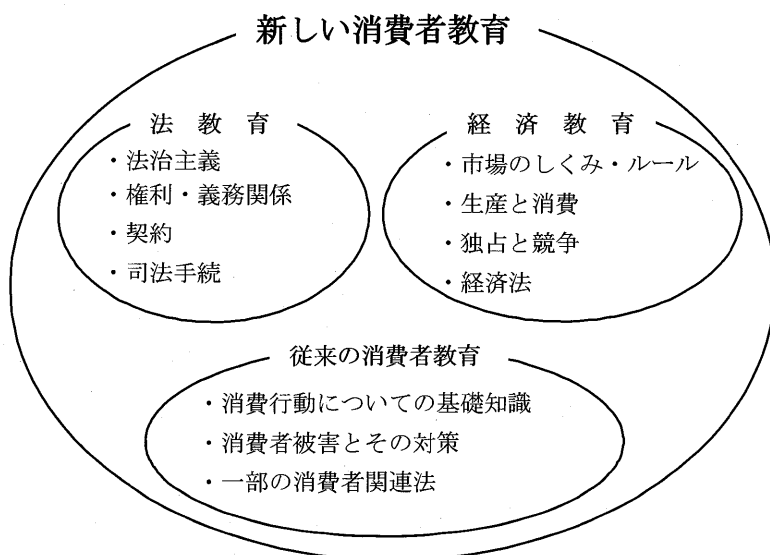 新しい消費者教育
法教育
・法治主義
・権利・義務関係
・契約
・司法手続
経済教育
・市場のしくみ・ルール
・生産と消費
・独占と競争
・経済法
従来の消費者教育
・消費行動についての基礎知識
・消費者被害とその対策
・一部の消費者関連法